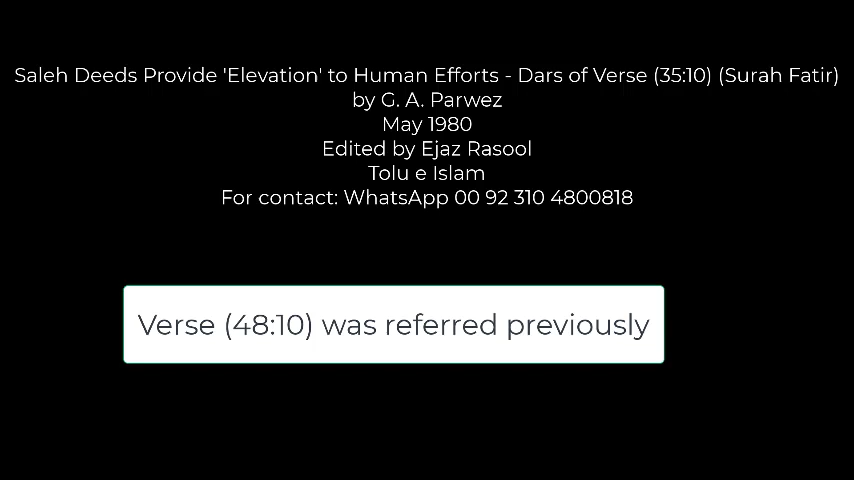 Saleh Deeds Provide 'Elevation' to Human Efforts - Dars of Verse (35:10) (Surah Fatir)
by G. A. Parwez
May 1980
Edited by Ejaz Rasool
Tolu e Islam
For contact: WhatsApp 00 92 310 4800818
Verse (48:10) was referred previously